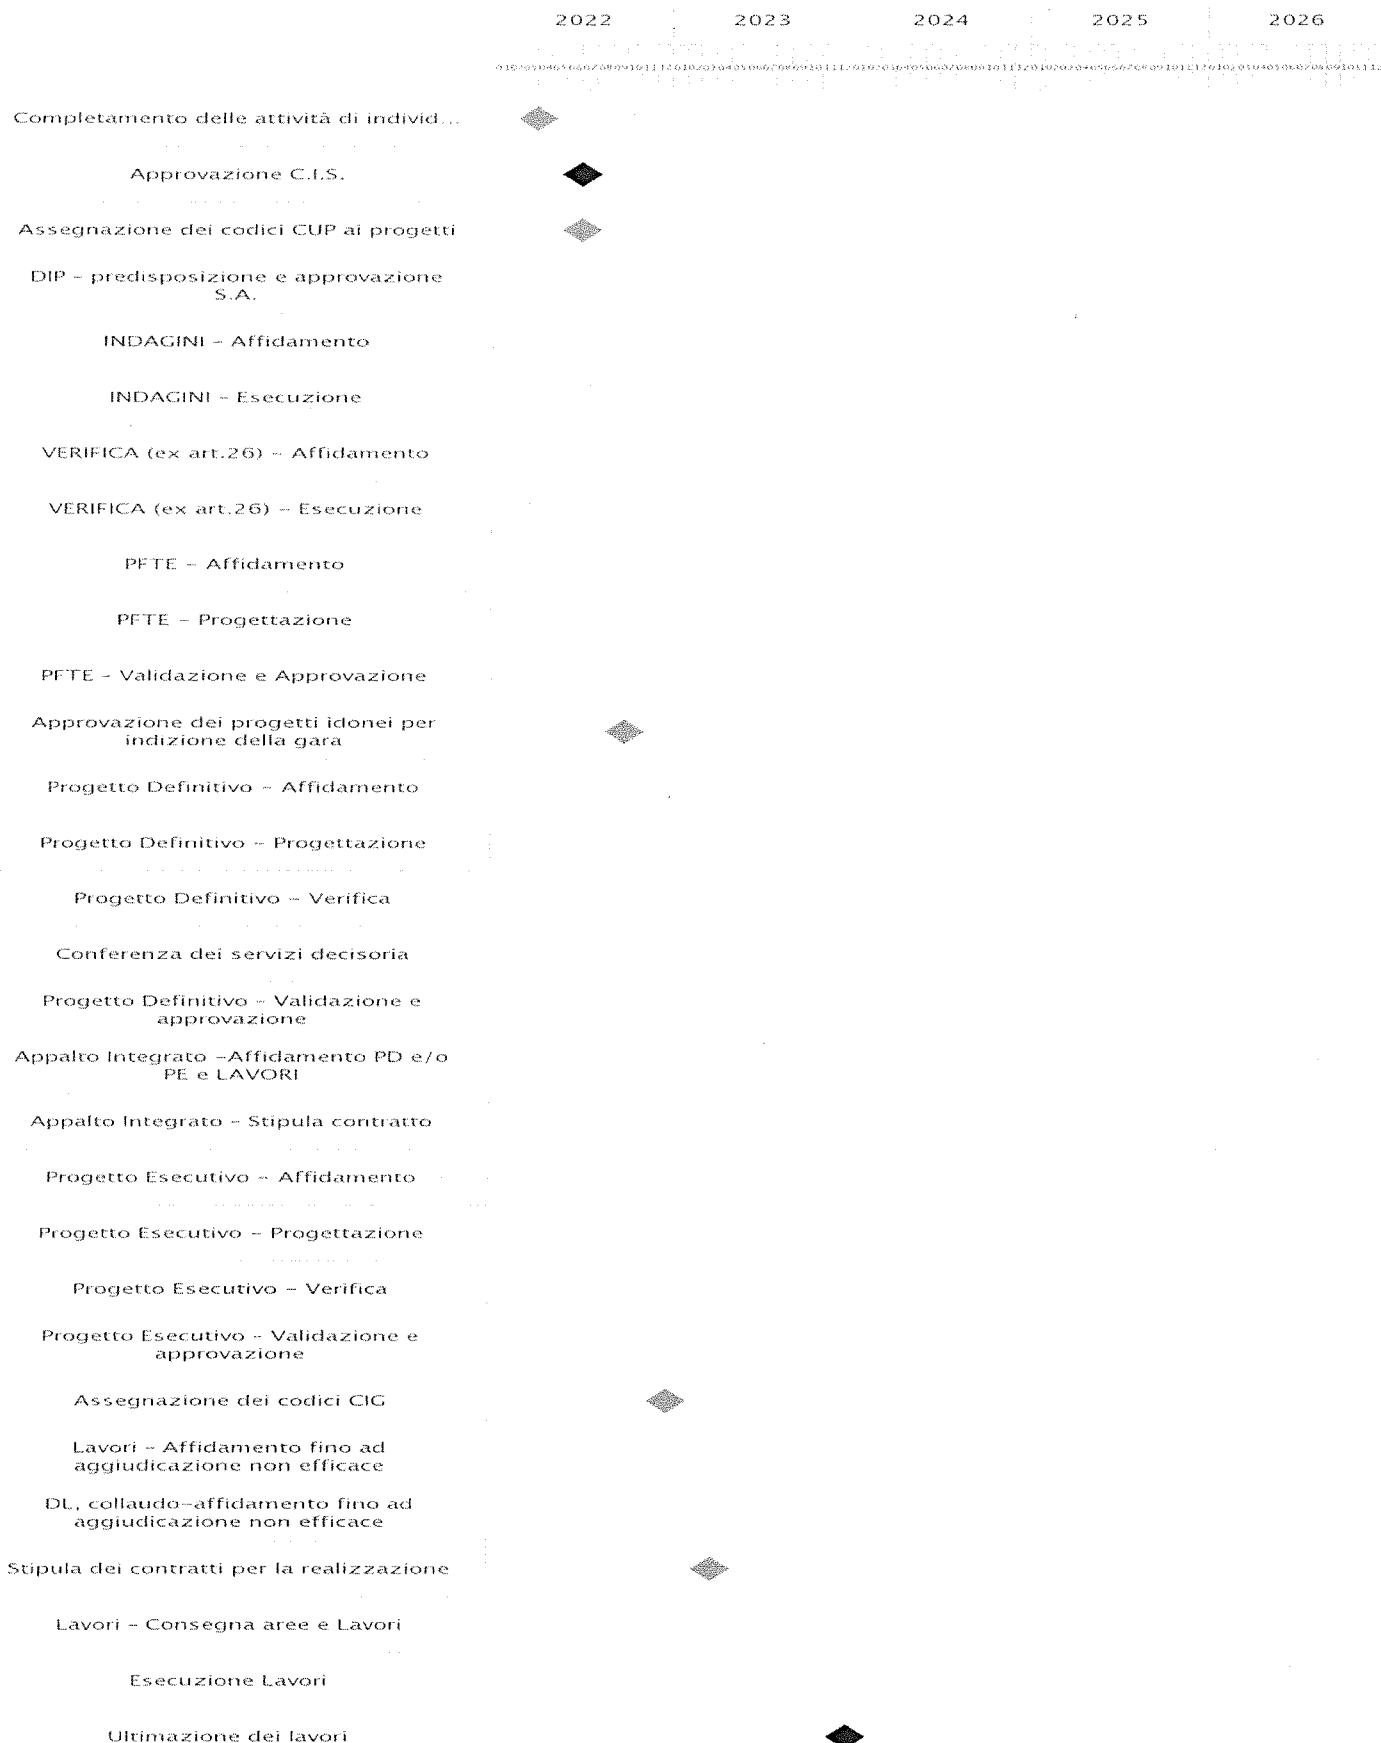 2022 2023 2024 2025 2026
Completamento delle attività di individ...
Approvazione C.I.S.
Assegnazione dei codici CUP ai progetti
DIP - predisposizione e approvazione
S.A.
INDAGINI - Affidamento
INDAGINI - Esecuzione
VERIFICA (ex art.26) - Affidamento
VERIFICA (ex art.26) - Esecuzione
PFTE - Affidamento
PFTE - Progettazione
PFTE - Validazione e Approvazione
Approvazione dei progetti idonei per
indizione della gara
Progetto Definitivo - Affidamento
Progetto Definitivo - Progettazione
Progetto Definitivo - Verifica
Conferenza dei servizi decisoria
Progetto Definitivo - Validazione e
approvazione
Appalto Integrato -Affidamento PD e/o
PE e LAVORI
Appalto Integrato - Stipula contratto
Progetto Esecutivo - Affidamento
Progetto Esecutivo - Progettazione
Progetto Esecutivo - Verifica
Progetto Esecutivo - Validazione e
approvazione
Assegnazione dei codici CIG
Lavori - Affidamento fino ad
aggiudicazione non efficace
DL, collaudo-affidamento fino ad
aggiudicazione non efficace
Stipula dei contratti per la realizzazione
Lavori - Consegna aree e Lavori
Esecuzione Lavori
Ultimazione dei lavori